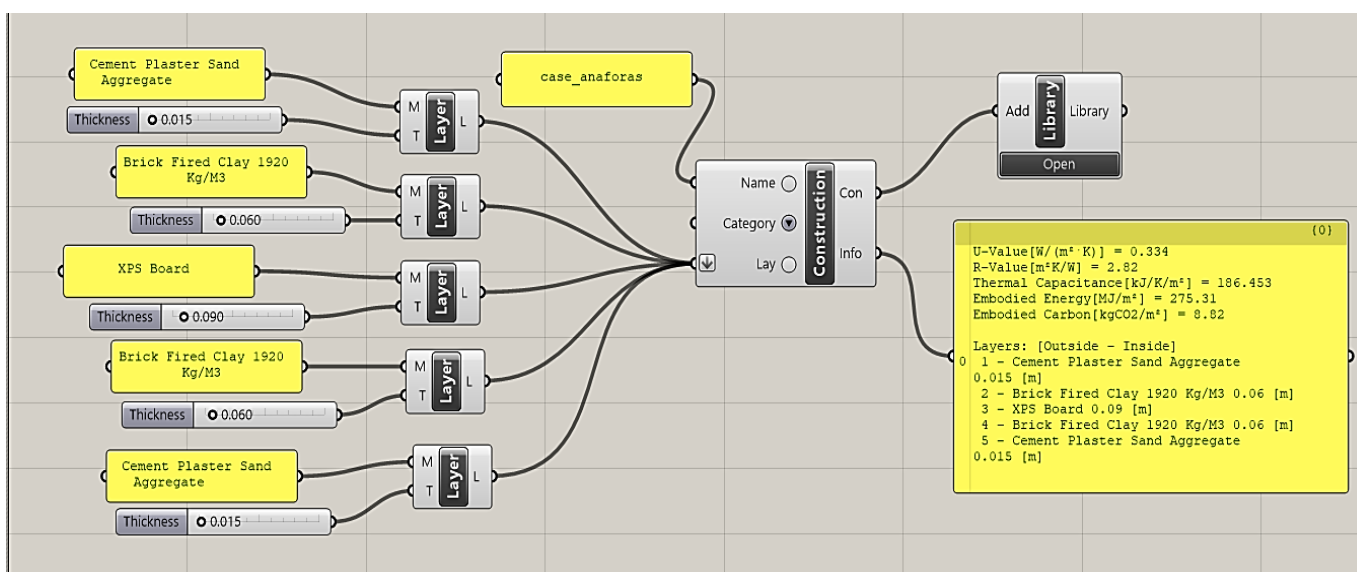 Cement Plaster Sand
Aggregate
Thickness 0.015
M
T
Layer
L
Brick Fired Clay 1920
Kg/M3
Thickness 0.060
M
T
Layer
L
XPS Board
Thickness 0.090
M
T
Layer
L
Brick Fired Clay 1920
Kg/M3
Thickness 0.060
M
T
Layer
L
Cement Plaster Sand
Aggregate
Thickness 0.015
M
T
Layer
L
case_anaforas
Name
Category
Lay
Construction
Con
Info
Add
Library
Library
Open
{0}
0
U-Value[W/(m²·K)] = 0.334
R-Value[m²K/W] = 2.82
Thermal Capacitance[kJ/K/m²] = 186.453
Embodied Energy[MJ/m²] = 275.31
Embodied Carbon[kgCO2/m²] = 8.82
Layers: [Outside - Inside]
1 - Cement Plaster Sand Aggregate
0.015 [m]
2 - Brick Fired Clay 1920 Kg/M3 0.06 [m]
3 - XPS Board 0.09 [m]
4 - Brick Fired Clay 1920 Kg/M3 0.06 [m]
5 - Cement Plaster Sand Aggregate
0.015 [m]